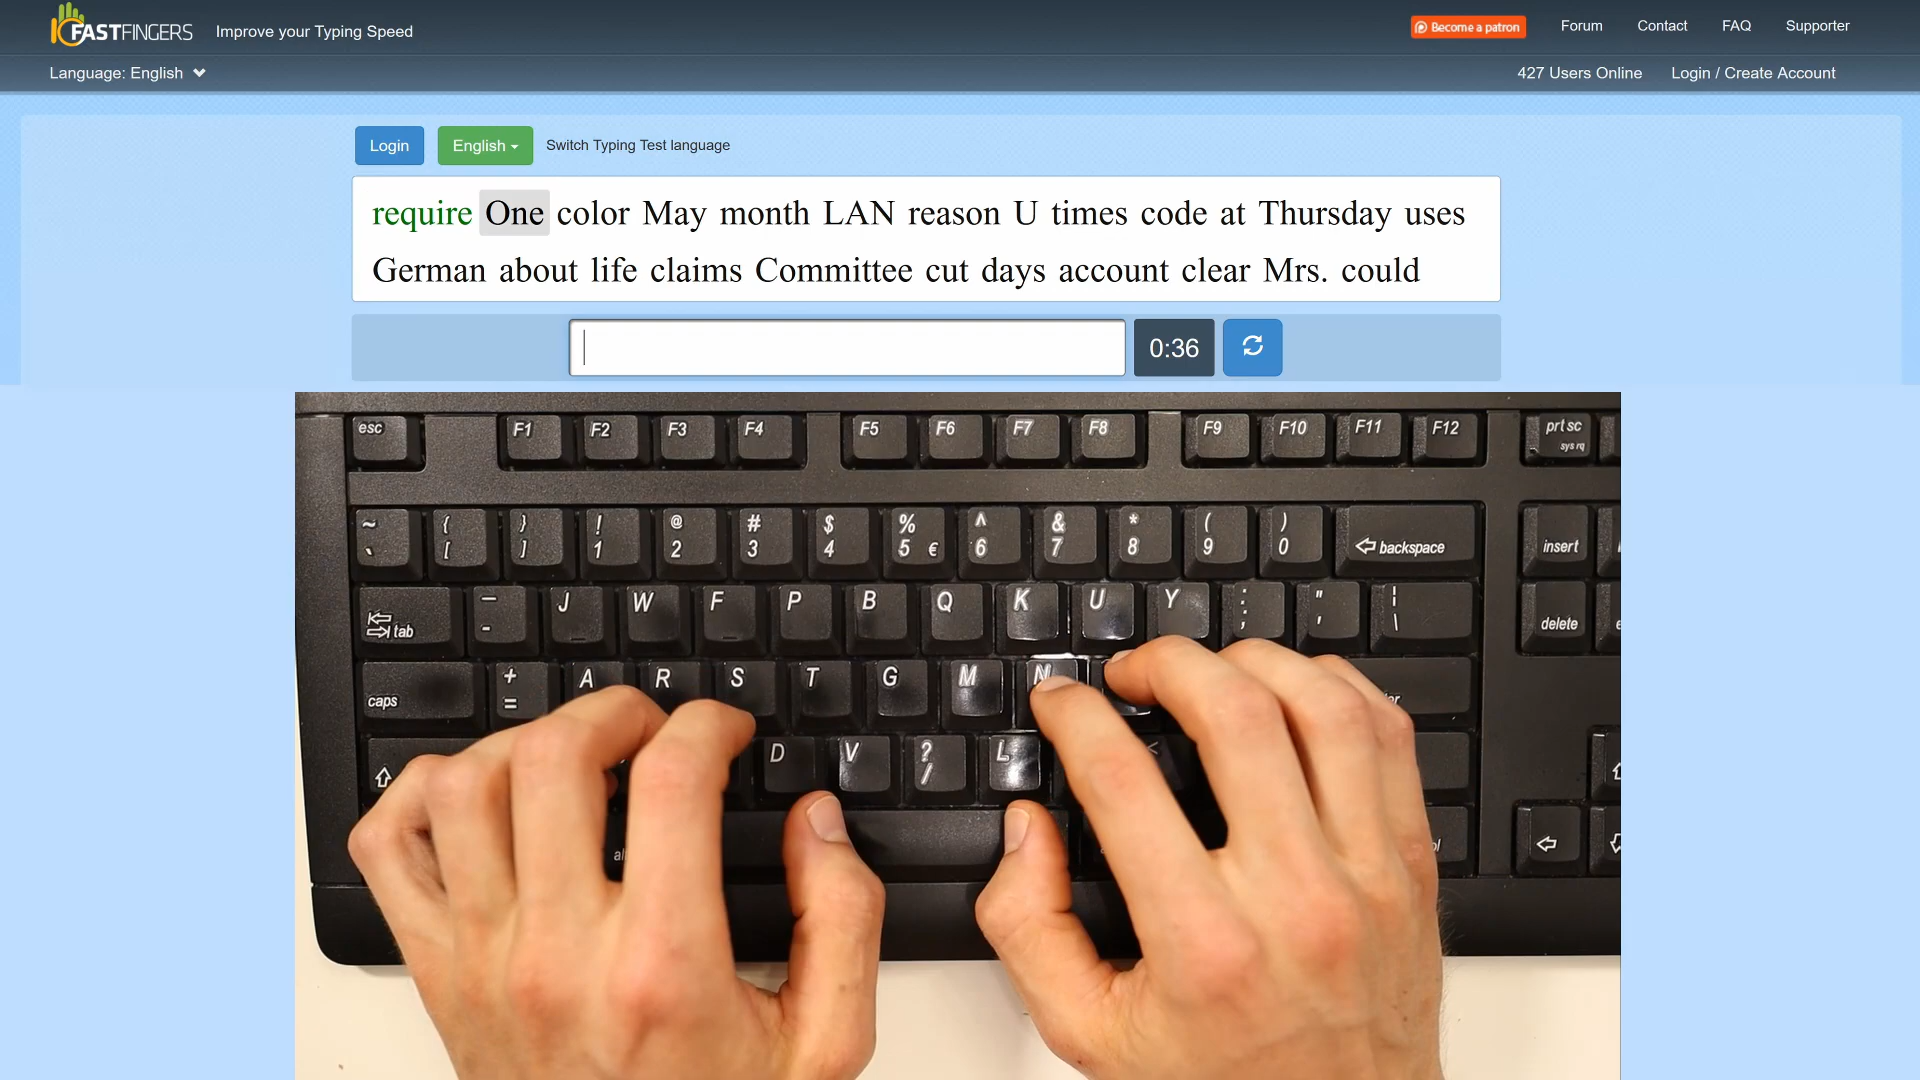 FASTFINGERS Improve your Typing Speed
Become a patron Forum Contact FAQ Supporter
Language: English 427 Users Online Login / Create Account
Login English Switch Typing Test language
require One color May month LAN reason U times code at Thursday uses
German about life claims Committee cut days account clear Mrs. could
0:36
esc F1 F2 F3 F4 F5 F6 F7 F8 F9 F10 F11 F12 prt sc
sys rq
~ { } ! @ # $ % ^ & * ( )
` [ ] 1 2 3 4 5 € 6 7 8 9 0 backspace insert
_ J W F P B Q K U Y : " |
tab - ; ' \ delete
caps + A R S T G M N
=
D V ? L <
/